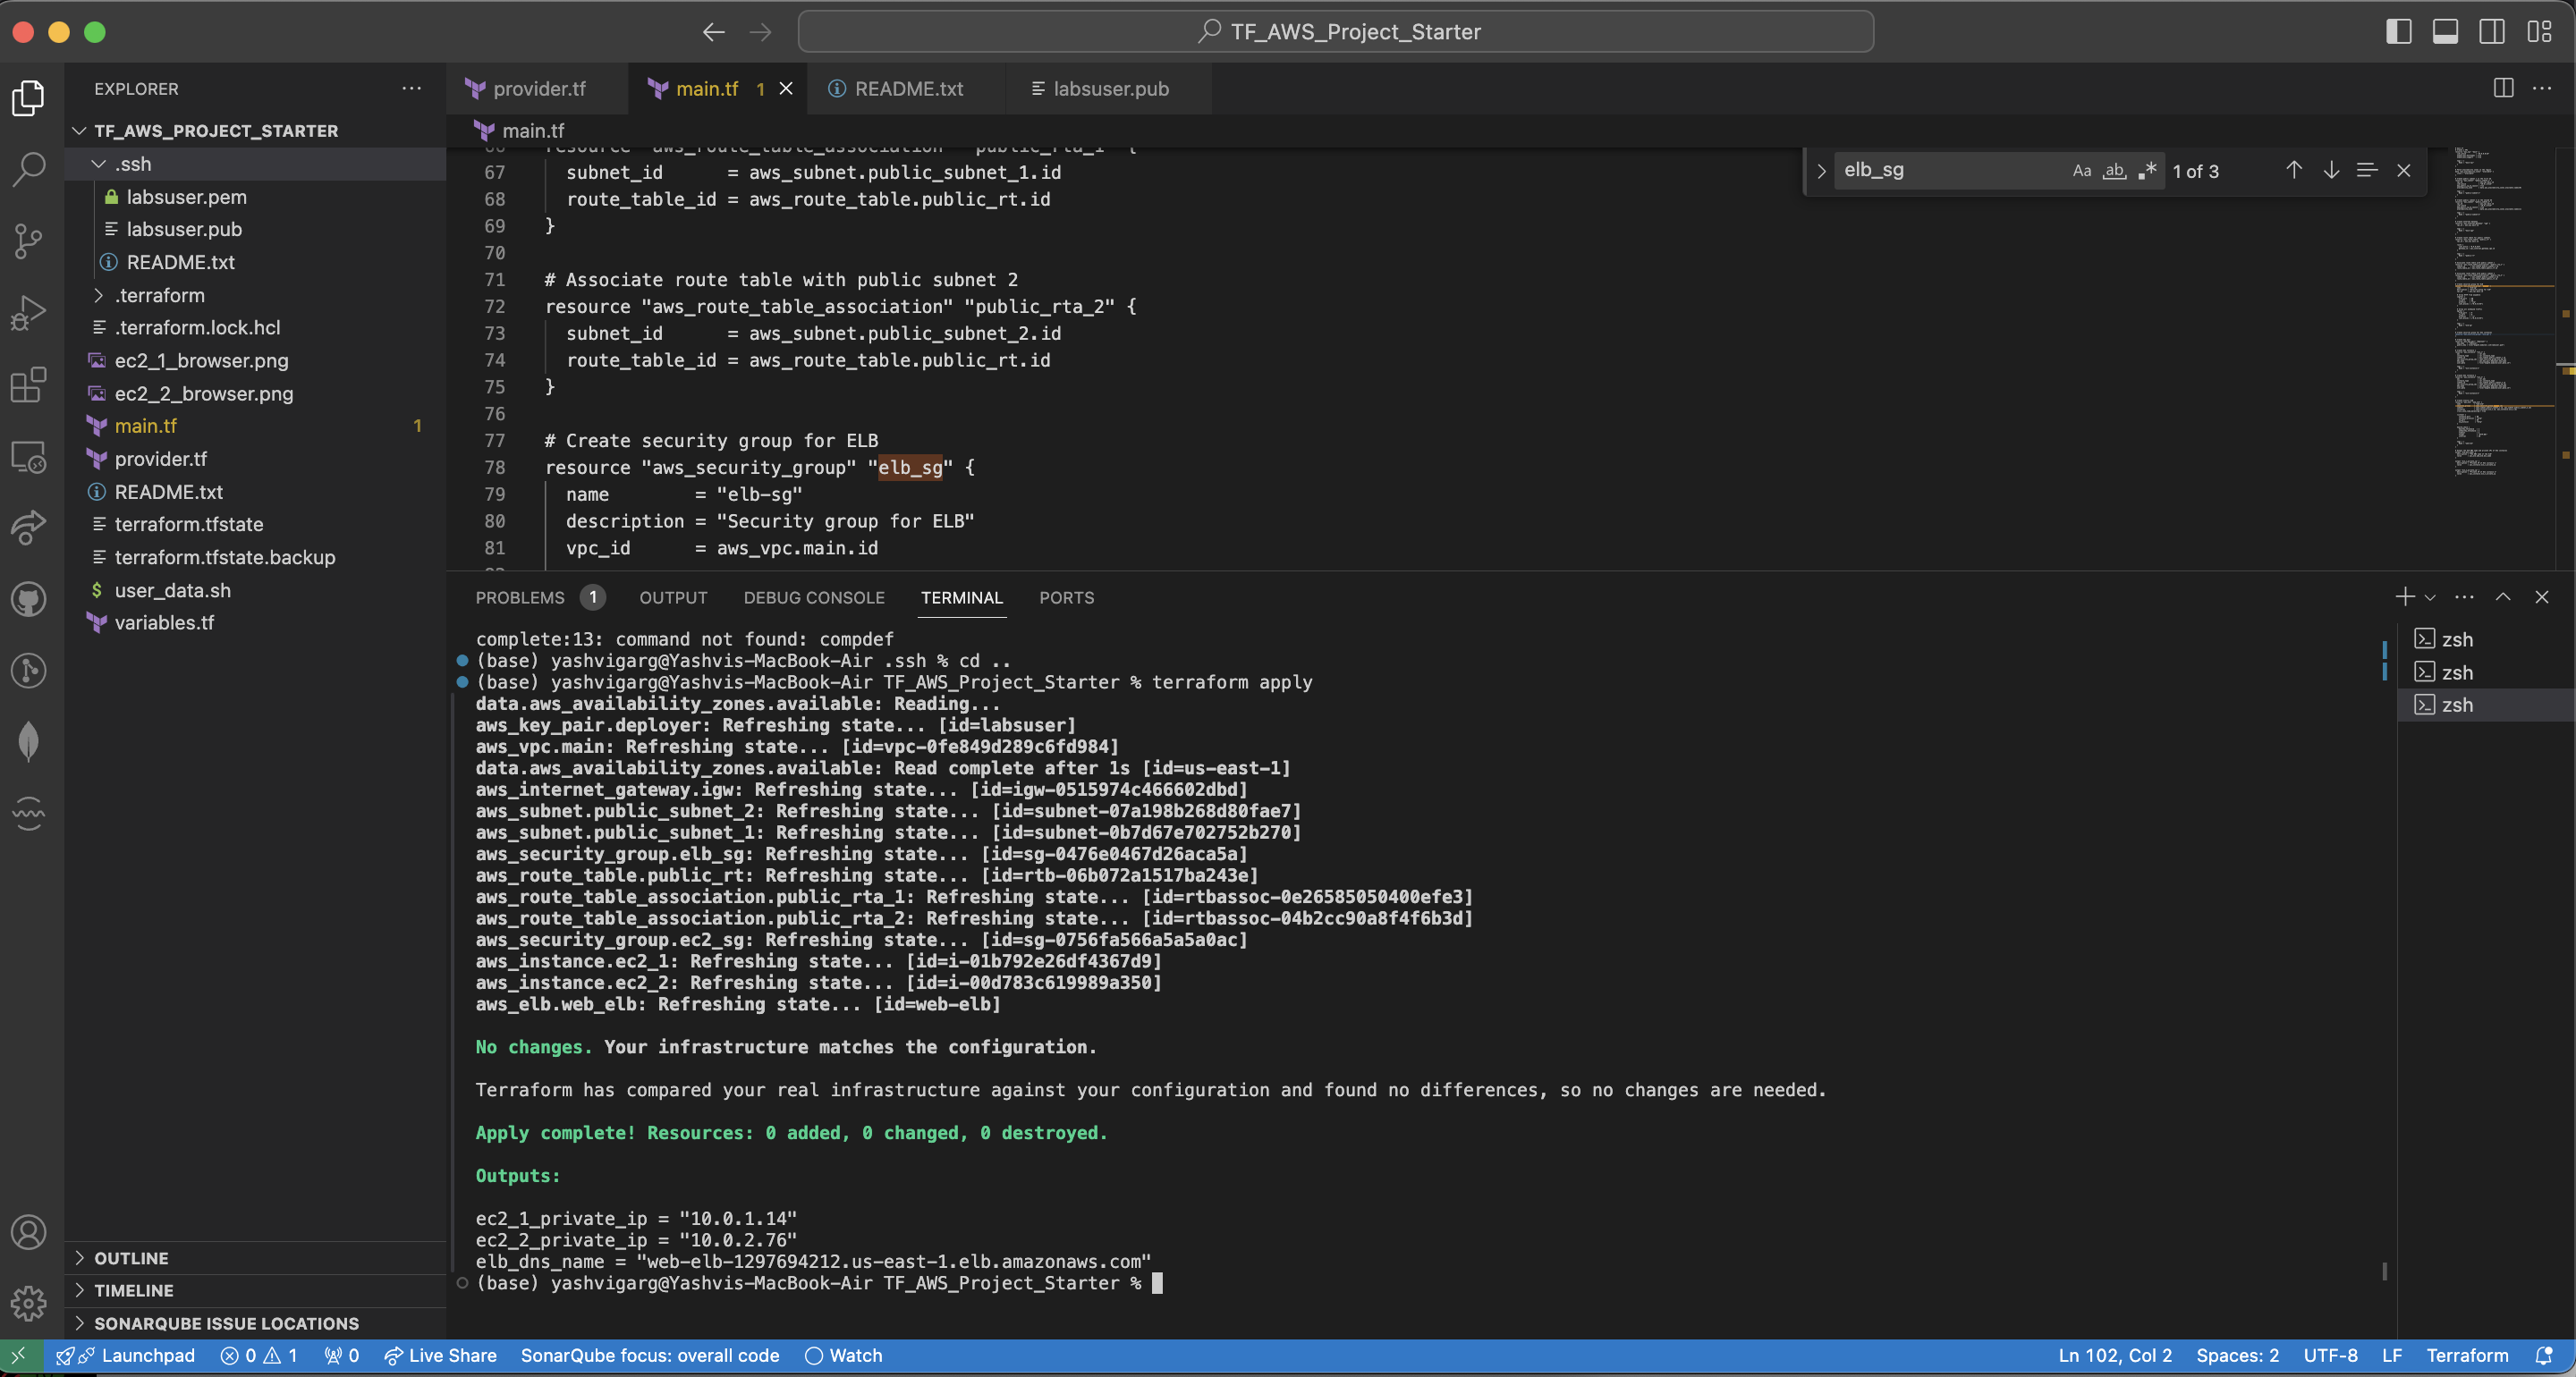 TF_AWS_Project_Starter
EXPLORER
TF_AWS_PROJECT_STARTER
.ssh
labsuser.pem
labsuser.pub
README.txt
.terraform
.terraform.lock.hcl
ec2_1_browser.png
ec2_2_browser.png
main.tf 1
provider.tf
README.txt
terraform.tfstate
terraform.tfstate.backup
$ user_data.sh
variables.tf
OUTLINE
TIMELINE
SONARQUBE ISSUE LOCATIONS
provider.tf
main.tf 1
README.txt
labsuser.pub
main.tf
elb_sg Aa ab 1 of 3
66 resource "aws_route_table_association" "public_rta_1" {
67 subnet_id = aws_subnet.public_subnet_1.id
68 route_table_id = aws_route_table.public_rt.id
69 }
70
71 # Associate route table with public subnet 2
72 resource "aws_route_table_association" "public_rta_2" {
73 subnet_id = aws_subnet.public_subnet_2.id
74 route_table_id = aws_route_table.public_rt.id
75 }
76
77 # Create security group for ELB
78 resource "aws_security_group" "elb_sg" {
79 name = "elb-sg"
80 description = "Security group for ELB"
81 vpc_id = aws_vpc.main.id
PROBLEMS 1 OUTPUT DEBUG CONSOLE TERMINAL PORTS
complete:13: command not found: compdef
(base) yashvigarg@Yashvis-MacBook-Air .ssh % cd ..
(base) yashvigarg@Yashvis-MacBook-Air TF_AWS_Project_Starter % terraform apply
data.aws_availability_zones.available: Reading...
aws_key_pair.deployer: Refreshing state... [id=labsuser]
aws_vpc.main: Refreshing state... [id=vpc-0fe849d289c6fd984]
data.aws_availability_zones.available: Read complete after 1s [id=us-east-1]
aws_internet_gateway.igw: Refreshing state... [id=igw-0515974c466602dbd]
aws_subnet.public_subnet_2: Refreshing state... [id=subnet-07a198b268d80fae7]
aws_subnet.public_subnet_1: Refreshing state... [id=subnet-0b7d67e702752b270]
aws_security_group.elb_sg: Refreshing state... [id=sg-0476e0467d26aca5a]
aws_route_table.public_rt: Refreshing state... [id=rtb-06b072a1517ba243e]
aws_route_table_association.public_rta_1: Refreshing state... [id=rtbassoc-0e26585050400efe3]
aws_route_table_association.public_rta_2: Refreshing state... [id=rtbassoc-04b2cc90a8f4f6b3d]
aws_security_group.ec2_sg: Refreshing state... [id=sg-0756fa566a5a5a0ac]
aws_instance.ec2_1: Refreshing state... [id=i-01b792e26df4367d9]
aws_instance.ec2_2: Refreshing state... [id=i-00d783c619989a350]
aws_elb.web_elb: Refreshing state... [id=web-elb]
No changes. Your infrastructure matches the configuration.
Terraform has compared your real infrastructure against your configuration and found no differences, so no changes are needed.
Apply complete! Resources: 0 added, 0 changed, 0 destroyed.
Outputs:
ec2_1_private_ip = "10.0.1.14"
ec2_2_private_ip = "10.0.2.76"
elb_dns_name = "web-elb-1297694212.us-east-1.elb.amazonaws.com"
(base) yashvigarg@Yashvis-MacBook-Air TF_AWS_Project_Starter %
zsh
zsh
zsh
Launchpad 0 1 0 Live Share SonarQube focus: overall code Watch Ln 102, Col 2 Spaces: 2 UTF-8 LF Terraform